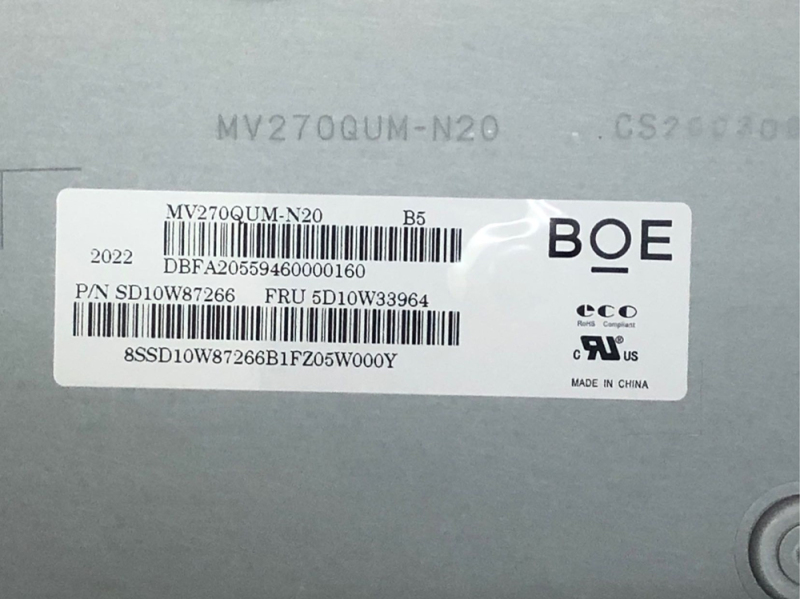 MV270QUM-N20
MV270QUM-N20 B5
BOE
2022
DBFA20559460000160
P/N SD10W87266 FRU 5D10W33964
eco
RoHS Compliant
8SSD10W87266B1FZ05W000Y
c RU® US
MADE IN CHINA